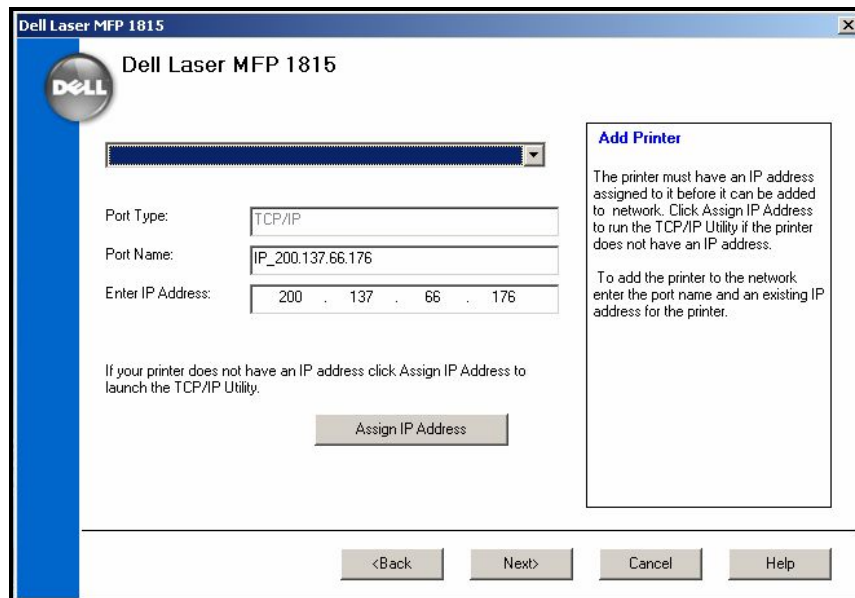 Dell Laser MFP 1815
DELL
Dell Laser MFP 1815
Port Type:
TCP/IP
Port Name:
IP_200.137.66.176
Enter IP Address:
200 . 137 . 66 . 176
If your printer does not have an IP address click Assign IP Address to
launch the TCP/IP Utility.
Assign IP Address
Add Printer
The printer must have an IP address
assigned to it before it can be added
to network. Click Assign IP Address
to run the TCP/IP Utility if the printer
does not have an IP address.
To add the printer to the network
enter the port name and an existing IP
address for the printer.
<Back
Next>
Cancel
Help